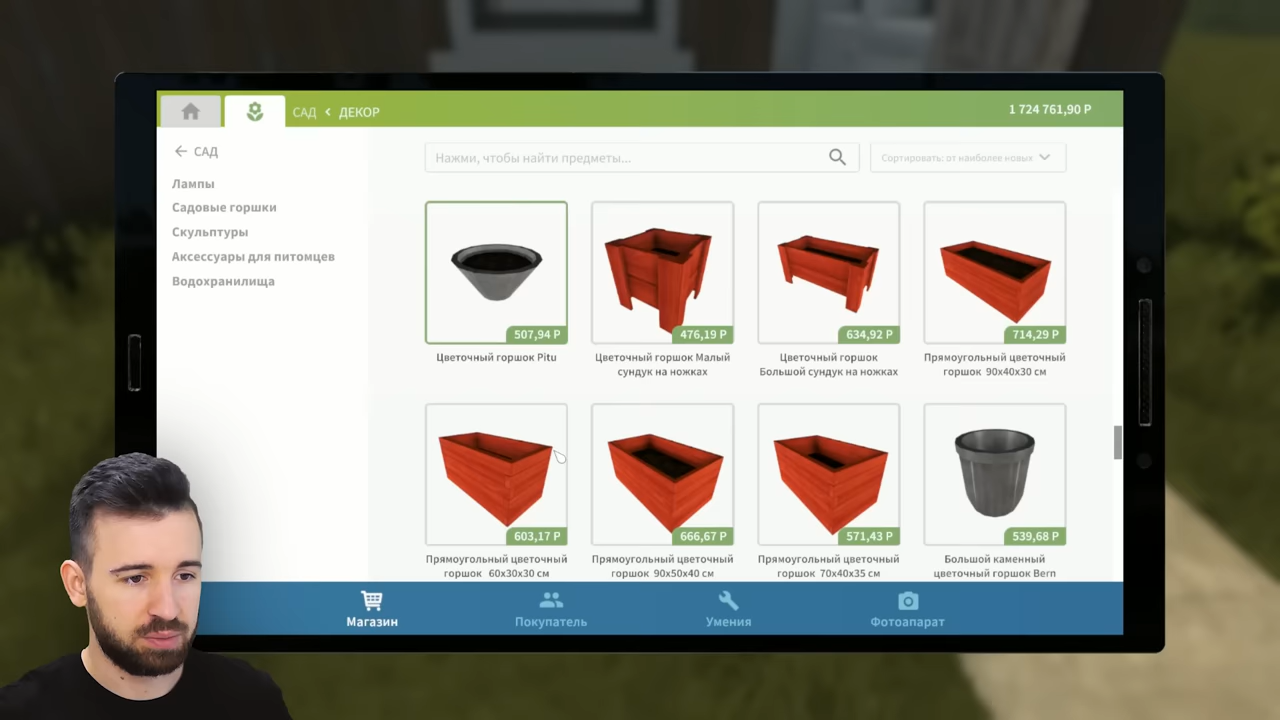 САД < ДЕКОР
1 724 761,90 Р
← САД
Нажми, чтобы найти предметы...
Сортировать: от наиболее новых
Лампы
Садовые горшки
Скульптуры
Аксессуары для питомцев
Водохранилища
507,94 Р
476,19 Р
634,92 Р
714,29 Р
Цветочный горшок Pitu
Цветочный горшок Малый
сундук на ножках
Цветочный горшок
Большой сундук на ножках
Прямоугольный цветочный
горшок 90x40x30 см
603,17 Р
666,67 Р
571,43 Р
539,68 Р
Прямоугольный цветочный
горшок 60x30x30 см
Прямоугольный цветочный
горшок 90x50x40 см
Прямоугольный цветочный
горшок 70x40x35 см
Большой каменный
цветочный горшок Bern
Магазин
Покупатель
Умения
Фотоаппарат